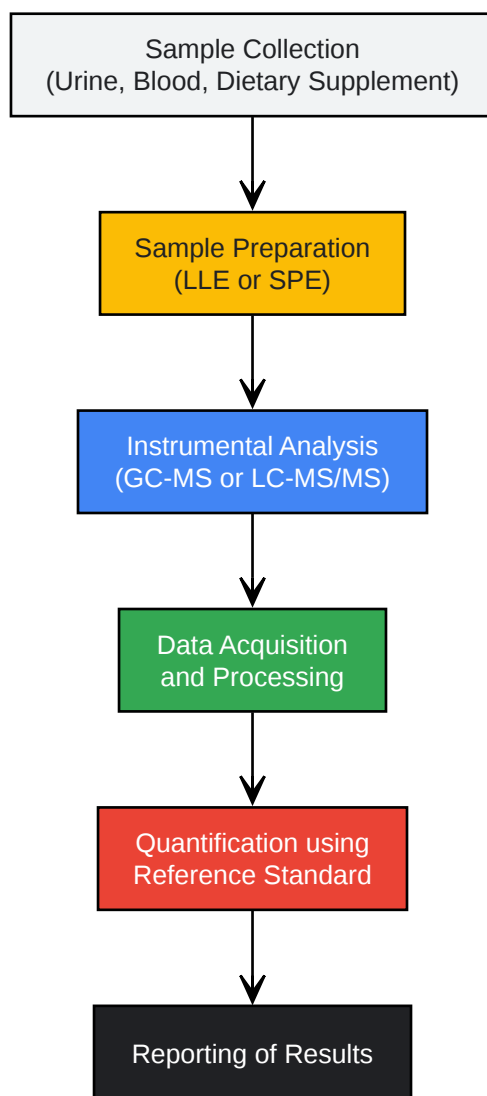 Sample Collection
(Urine, Blood, Dietary Supplement)
Sample Preparation
(LLE or SPE)
Instrumental Analysis
(GC-MS or LC-MS/MS)
Data Acquisition
and Processing
Quantification using
Reference Standard
Reporting of Results